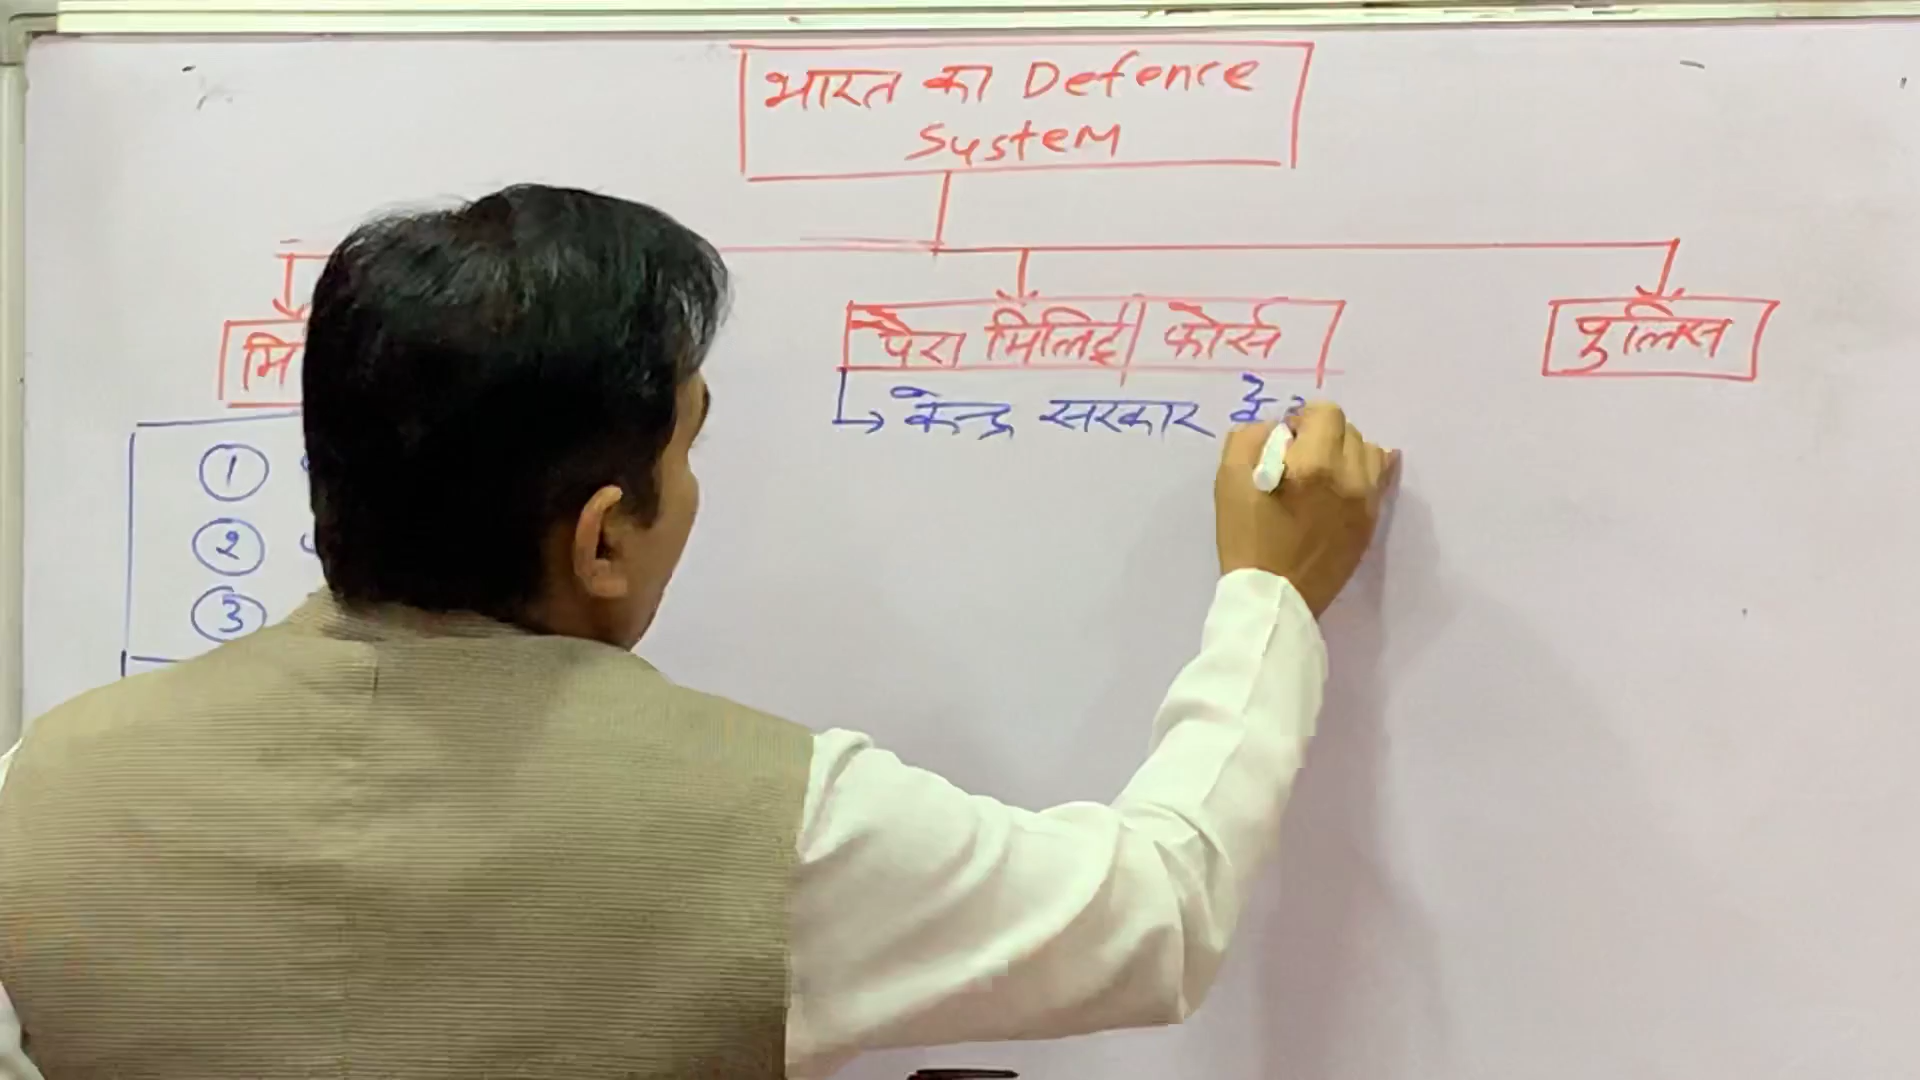 भारत का Defence
System
पैरा मिलिट्री फोर्स
पुलिस
केन्द्र सरकार के
1
2
3